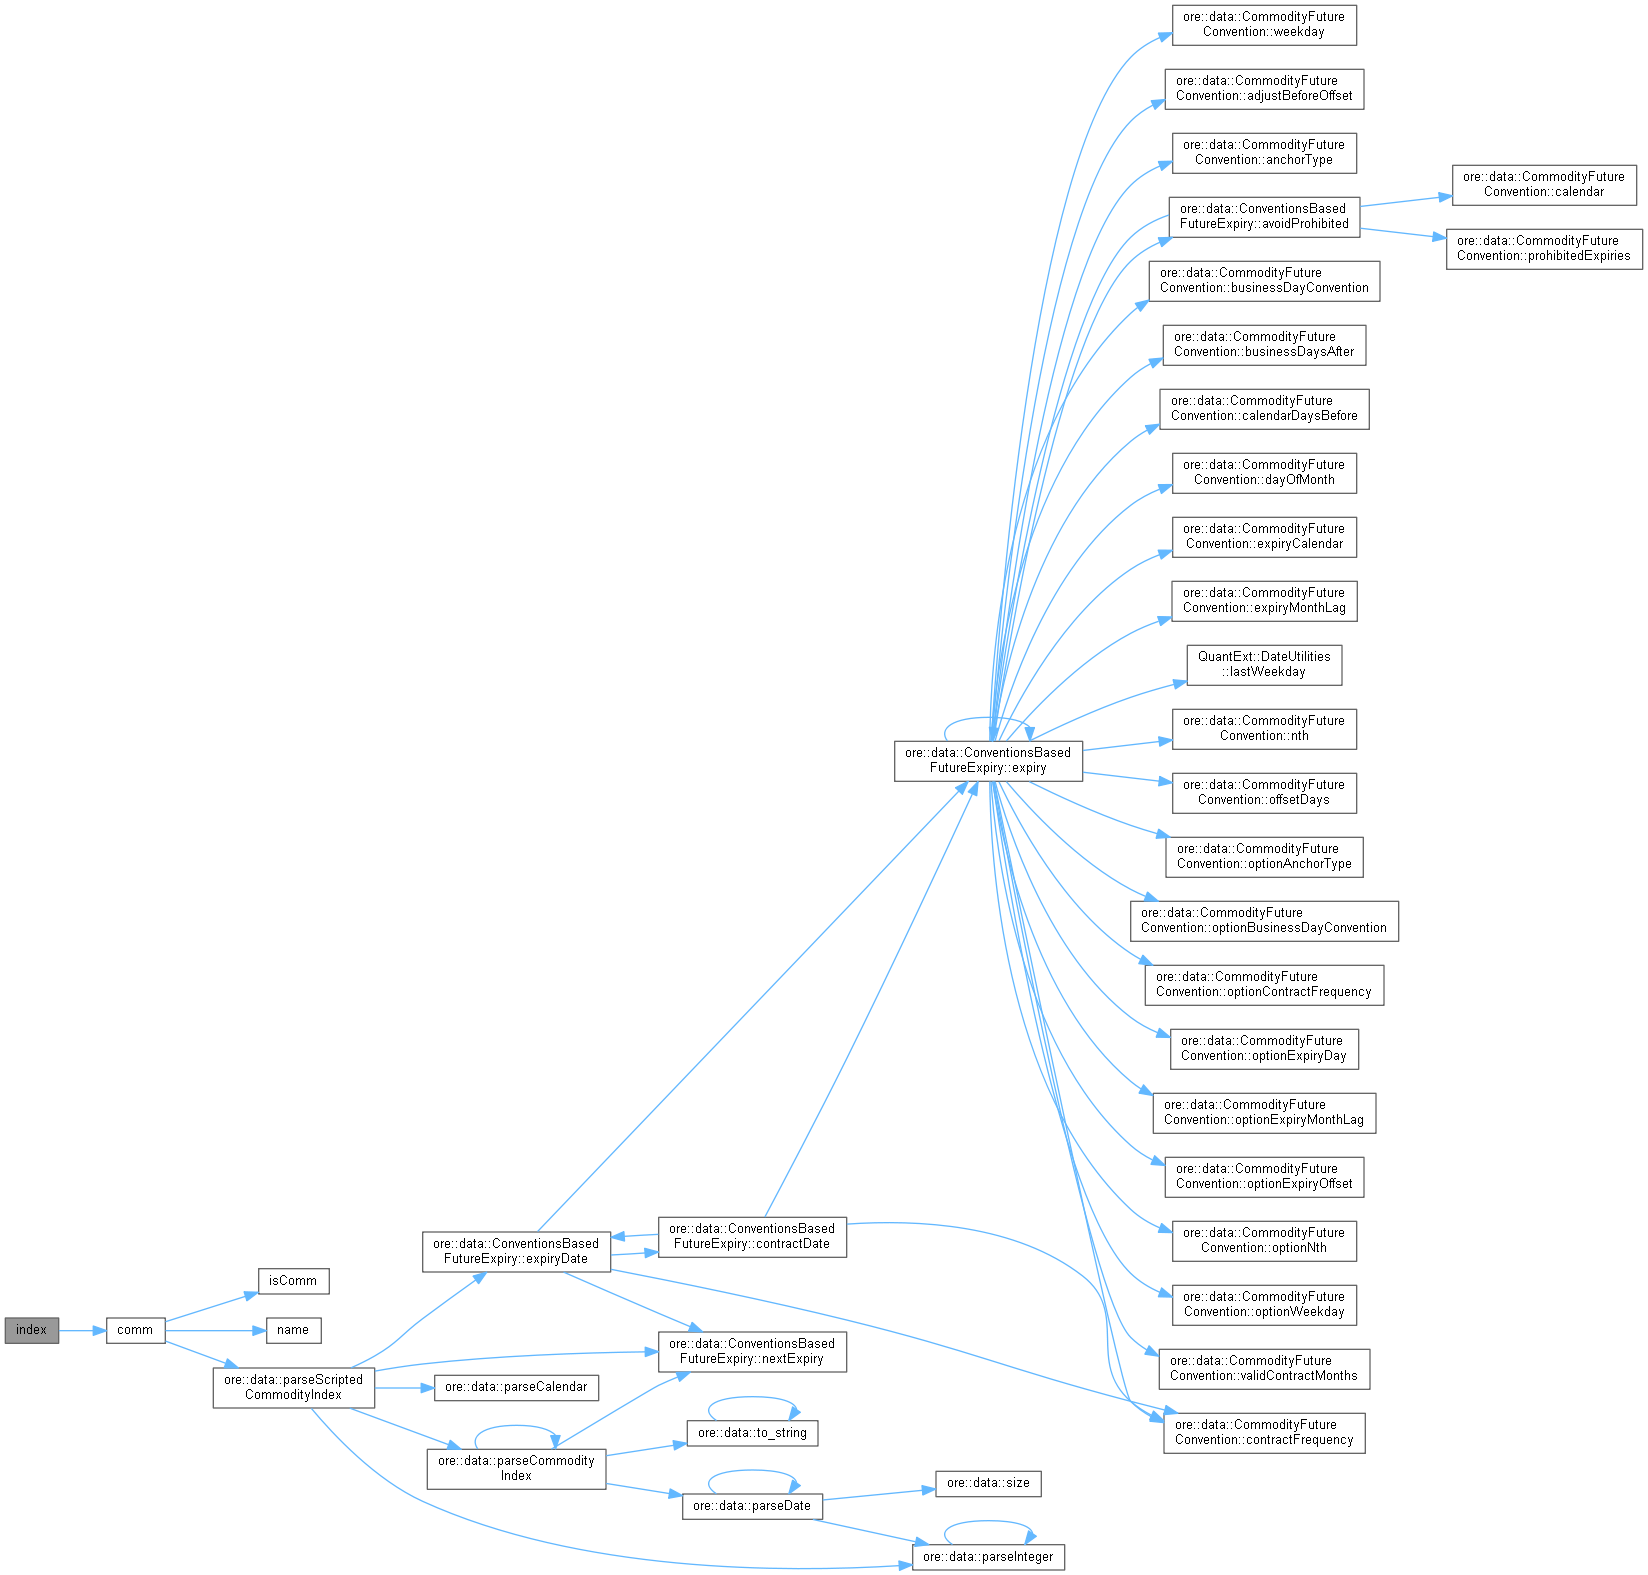 ore::data::CommodityFuture
Convention::weekday
ore::data::CommodityFuture
Convention::adjustBeforeOffset
ore::data::CommodityFuture
Convention::anchorType
ore::data::CommodityFuture
Convention::calendar
ore::data::ConventionsBased
FutureExpiry::avoidProhibited
ore::data::CommodityFuture
Convention::prohibitedExpiries
ore::data::CommodityFuture
Convention::businessDayConvention
ore::data::CommodityFuture
Convention::businessDaysAfter
ore::data::CommodityFuture
Convention::calendarDaysBefore
ore::data::CommodityFuture
Convention::dayOfMonth
ore::data::CommodityFuture
Convention::expiryCalendar
ore::data::CommodityFuture
Convention::expiryMonthLag
QuantExt::DateUtilities
::lastWeekday
ore::data::CommodityFuture
Convention::nth
ore::data::ConventionsBased
FutureExpiry::expiry
ore::data::CommodityFuture
Convention::offsetDays
ore::data::CommodityFuture
Convention::optionAnchorType
ore::data::CommodityFuture
Convention::optionBusinessDayConvention
ore::data::CommodityFuture
Convention::optionContractFrequency
ore::data::CommodityFuture
Convention::optionExpiryDay
ore::data::CommodityFuture
Convention::optionExpiryMonthLag
ore::data::CommodityFuture
Convention::optionExpiryOffset
ore::data::CommodityFuture
Convention::optionNth
ore::data::ConventionsBased
FutureExpiry::contractDate
ore::data::ConventionsBased
FutureExpiry::expiryDate
isComm
ore::data::CommodityFuture
Convention::optionWeekday
index
comm
name
ore::data::ConventionsBased
FutureExpiry::nextExpiry
ore::data::CommodityFuture
Convention::validContractMonths
ore::data::parseScripted
CommodityIndex
ore::data::parseCalendar
ore::data::to_string
ore::data::CommodityFuture
Convention::contractFrequency
ore::data::parseCommodity
Index
ore::data::size
ore::data::parseDate
ore::data::parseInteger